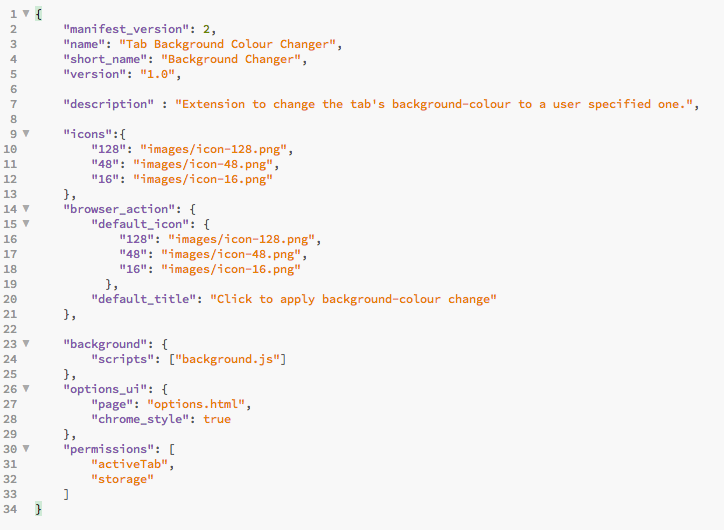 1 {
2 "manifest_version": 2,
3 "name": "Tab Background Colour Changer",
4 "short_name": "Background Changer",
5 "version": "1.0",
6
7 "description" : "Extension to change the tab's background-colour to a user specified one.",
8
9 "icons":{
10 "128": "images/icon-128.png",
11 "48": "images/icon-48.png",
12 "16": "images/icon-16.png"
13 },
14 "browser_action": {
15 "default_icon": {
16 "128": "images/icon-128.png",
17 "48": "images/icon-48.png",
18 "16": "images/icon-16.png"
19 },
20 "default_title": "Click to apply background-colour change"
21 },
22
23 "background": {
24 "scripts": ["background.js"]
25 },
26 "options_ui": {
27 "page": "options.html",
28 "chrome_style": true
29 },
30 "permissions": [
31 "activeTab",
32 "storage"
33 ]
34 }